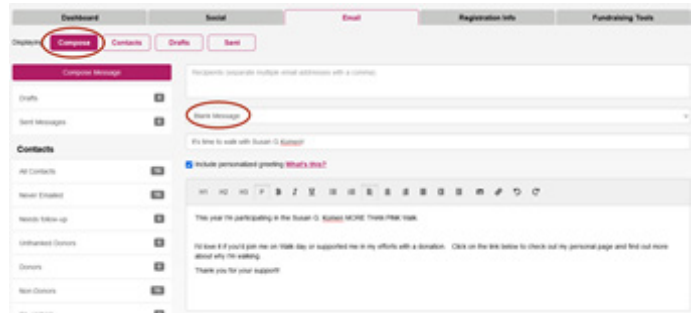 Dashboard
Social
Email
Registration Info
Fundraising Tools
Displaying:
Compose
Contacts
Drafts
Sent
Compose Message
Recipients (separate multiple email addresses with a comma)
Drafts
Sent Messages
Blank Message
It's time to walk with Susan G. Komen!
Contacts
Include personalized greeting What's this?
All Contacts
Never Emailed
H1 H2 H3 P B I U
Needs follow-up
This year I'm participating in the Susan G. Komen MORE THAN PINK Walk.
Unthanked Donors
I'd love it if you'd join me on Walk day or supported me in my efforts with a donation. Click on the link below to check out my personal page and find out more
about why I'm walking.
Donors
Thank you for your support!
Non-Donors